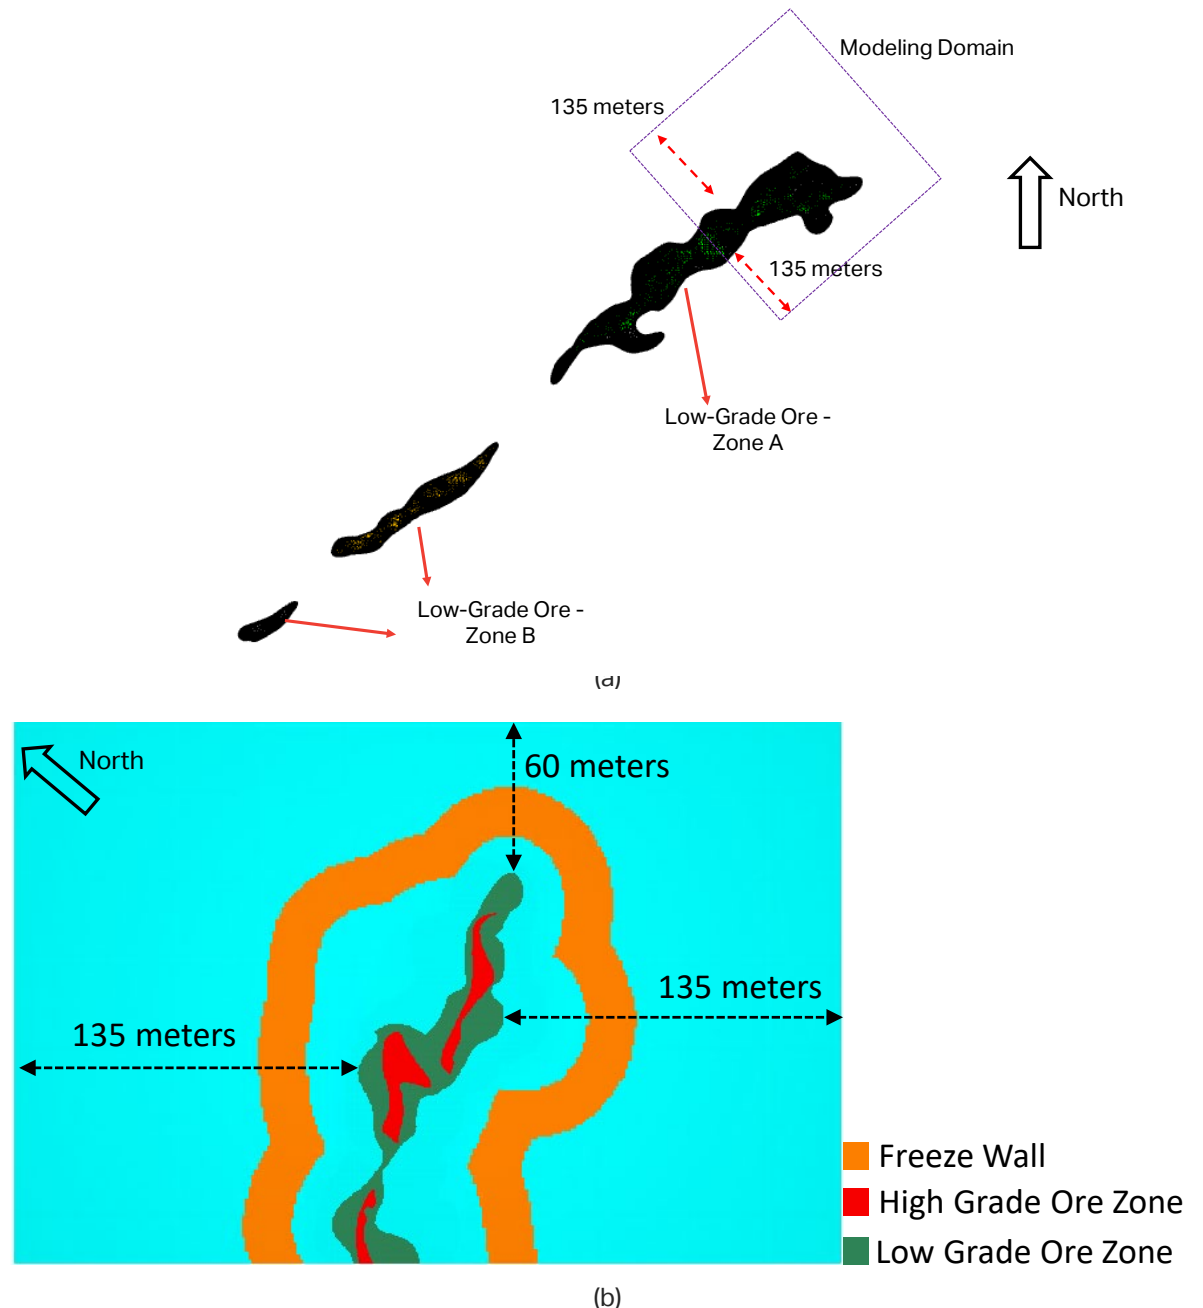 Modeling Domain
135 meters
North
135 meters
Low-Grade Ore -
Zone A
Low-Grade Ore -
Zone B
(a)
North
60 meters
135 meters
135 meters
Freeze Wall
High Grade Ore Zone
Low Grade Ore Zone
(b)